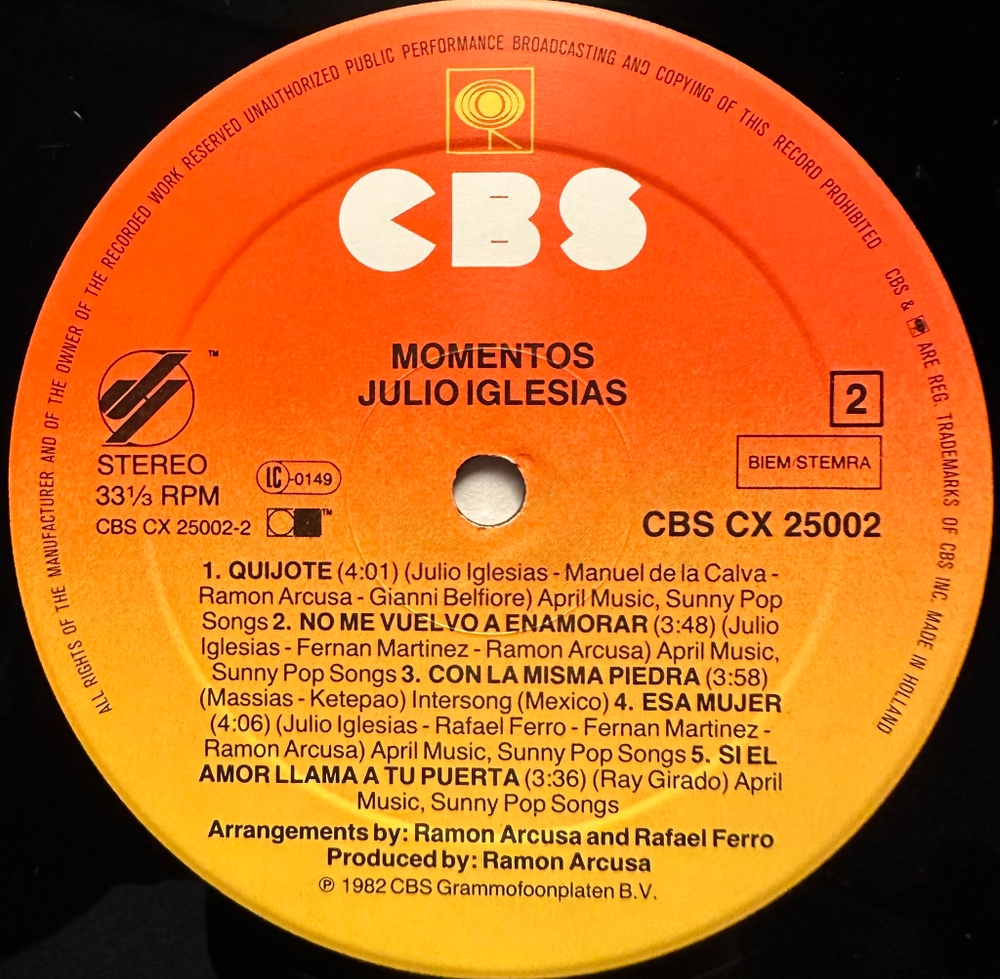 ALL RIGHTS OF THE MANUFACTURER AND OF THE OWNER OF THE RECORDED WORK RESERVED UNAUTHORIZED PUBLIC PERFORMANCE BROADCASTING AND COPYING OF THIS RECORD PROHIBITED CBS & ARE REG. TRADEMARKS OF CBS INC. MADE IN HOLLAND
CBS
MOMENTOS
JULIO IGLESIAS
™
STEREO
33⅓ RPM
CBS CX 25002-2
LC-0149
™
2
BIEM/STEMRA
CBS CX 25002
1. QUIJOTE (4:01) (Julio Iglesias - Manuel de la Calva -
Ramon Arcusa - Gianni Belfiore) April Music, Sunny Pop
Songs 2. NO ME VUELVO A ENAMORAR (3:48) (Julio
Iglesias - Fernan Martinez - Ramon Arcusa) April Music,
Sunny Pop Songs 3. CON LA MISMA PIEDRA (3:58)
(Massias - Ketepao) Intersong (Mexico) 4. ESA MUJER
(4:06) (Julio Iglesias - Rafael Ferro - Fernan Martinez -
Ramon Arcusa) April Music, Sunny Pop Songs 5. SI EL
AMOR LLAMA A TU PUERTA (3:36) (Ray Girado) April
Music, Sunny Pop Songs
Arrangements by: Ramon Arcusa and Rafael Ferro
Produced by: Ramon Arcusa
℗ 1982 CBS Grammofoonplaten B.V.